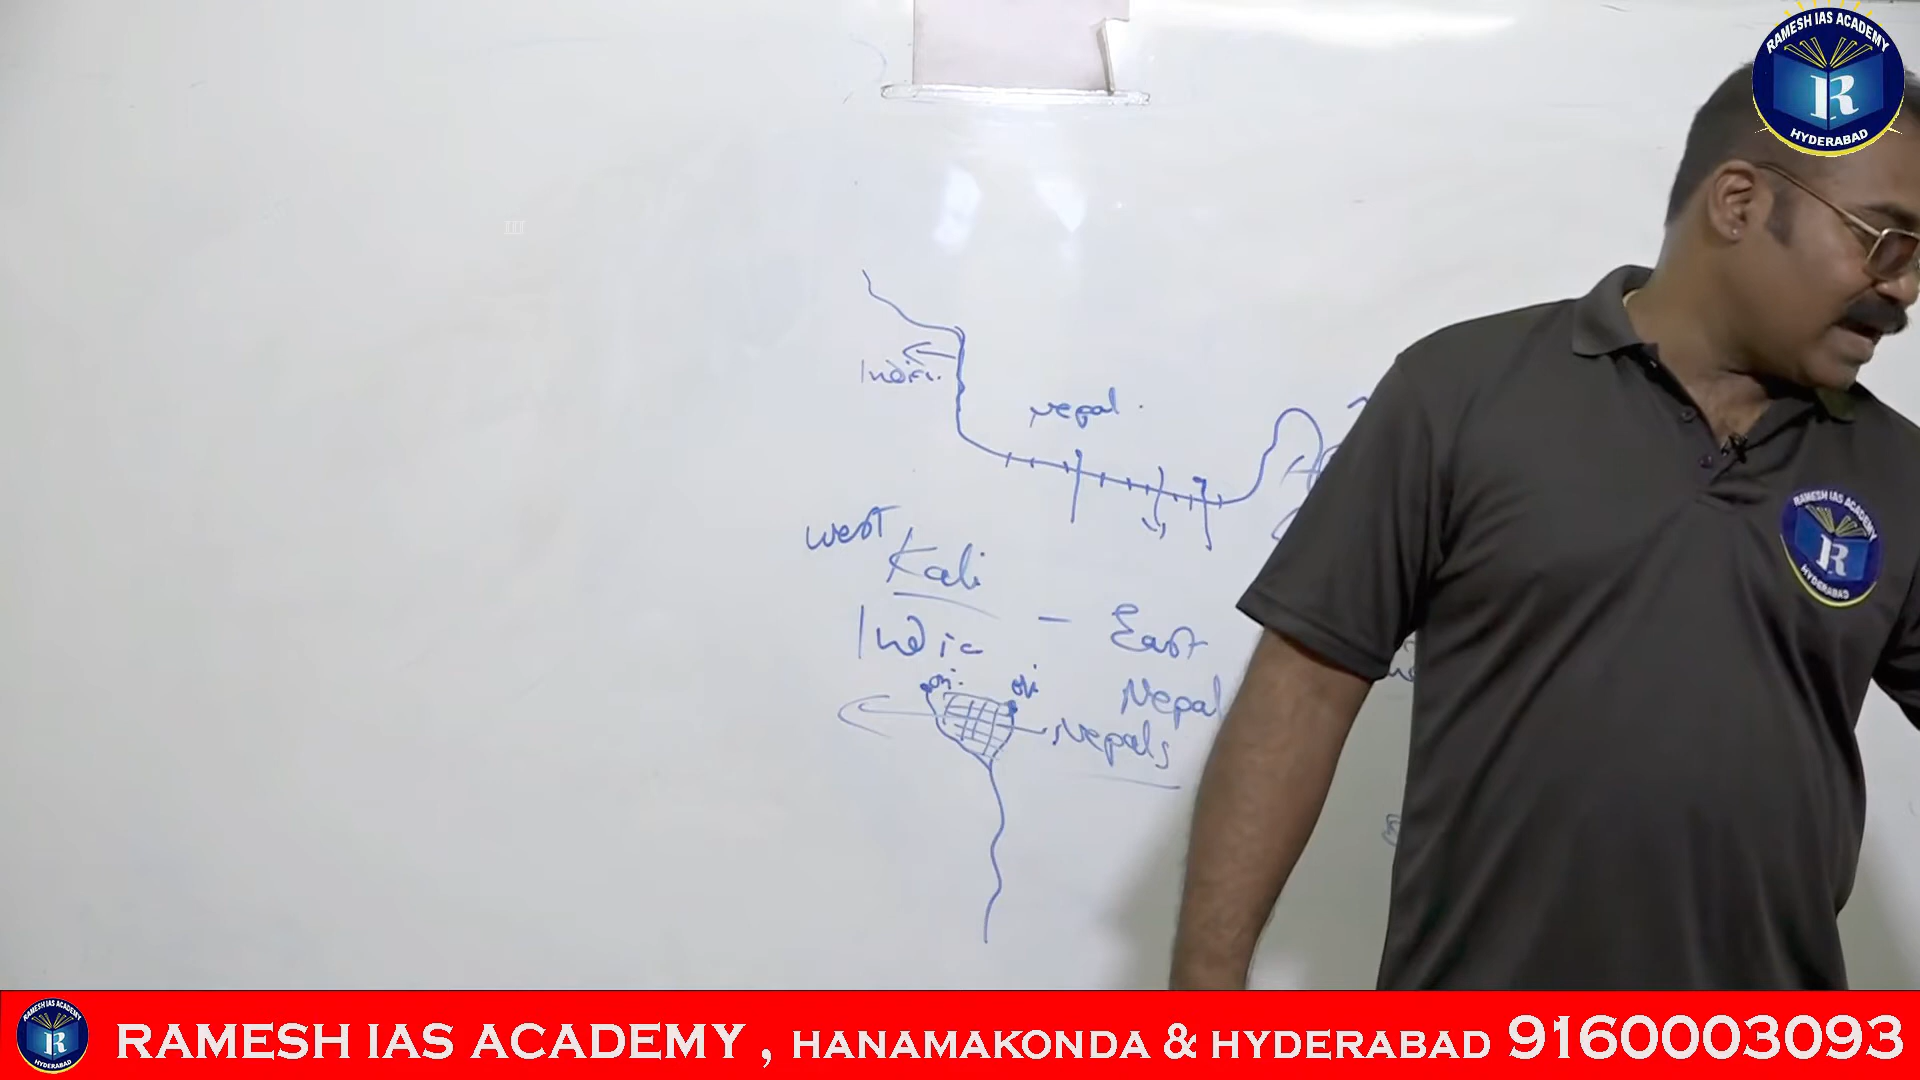 RAMESH IAS ACADEMY
R
HYDERABAD
India.
Nepal
West
Kali
India - East
Nepal
Nepals
RAMESH IAS ACADEMY
R
HYDERABAD
RAMESH IAS ACADEMY
R
HYDERABAD
RAMESH IAS ACADEMY , HANAMAKONDA & HYDERABAD 9160003093